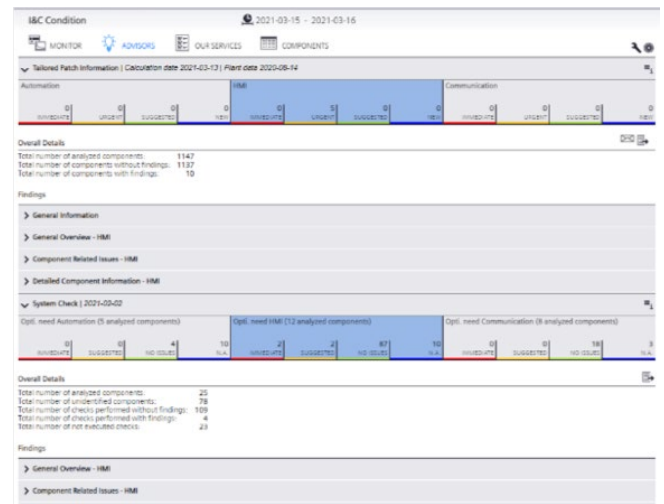 I&C Condition
2021-03-15 - 2021-03-16
MONITOR ADVISORS OUR SERVICES COMPONENTS
Tailored Patch Information | Calculation date 2021-03-13 | Plant data 2020-08-14
Automation HMI Communication
0 0 0 0 0 5 0 0 0 0 0 0
IMMEDIATE URGENT SUGGESTED NEW IMMEDIATE URGENT SUGGESTED NEW IMMEDIATE URGENT SUGGESTED NEW
Overall Details
Total number of analyzed components: 1147
Total number of components without findings: 1137
Total number of components with findings: 10
Findings
General Information
General Overview - HMI
Component Related Issues - HMI
Detailed Component Information - HMI
System Check | 2021-03-02
Opti. need Automation (5 analyzed components) Opti. need HMI (12 analyzed components) Opti. need Communication (8 analyzed components)
0 0 4 10 2 2 87 10 0 0 18 3
IMMEDIATE SUGGESTED NO ISSUES N.A. IMMEDIATE SUGGESTED NO ISSUES N.A. IMMEDIATE SUGGESTED NO ISSUES N.A.
Overall Details
Total number of analyzed components: 25
Total number of unidentified components: 78
Total number of checks performed without findings: 109
Total number of checks performed with findings: 4
Total number of not executed checks: 23
Findings
General Overview - HMI
Component Related Issues - HMI